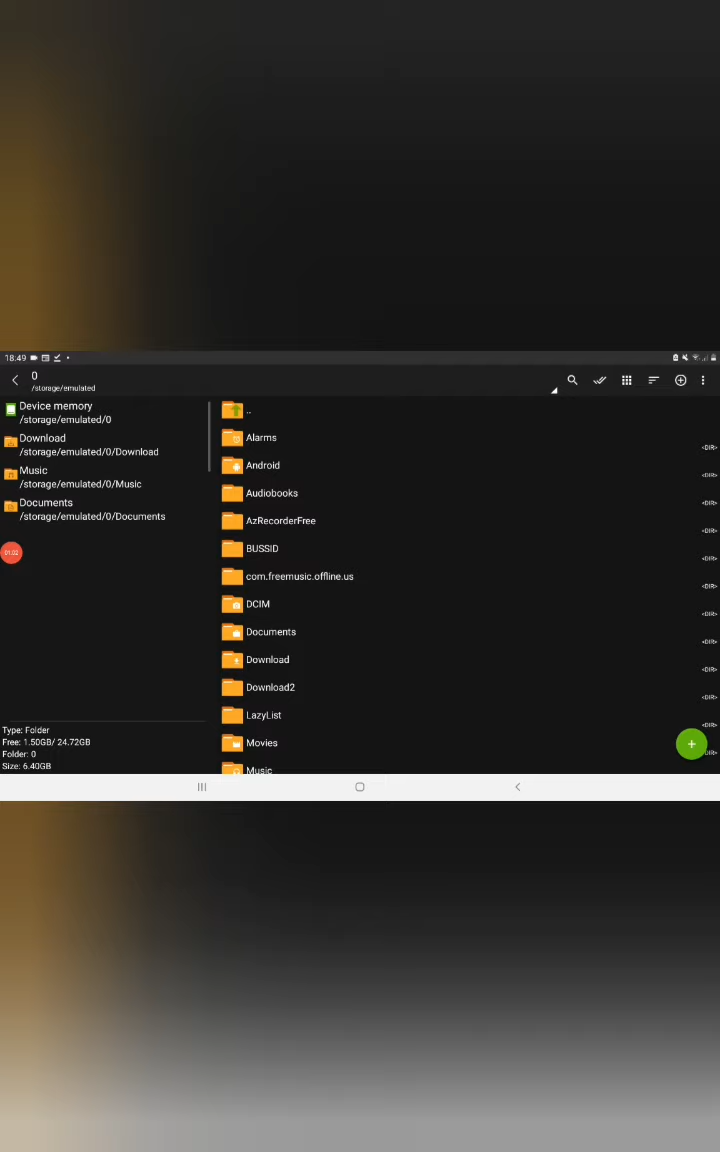 18:49
0
/storage/emulated
Device memory
/storage/emulated/0
Download
/storage/emulated/0/Download
Music
/storage/emulated/0/Music
Documents
/storage/emulated/0/Documents
01:02
Type: Folder
Free: 1.50GB/ 24.72GB
Folder: 0
Size: 6.40GB
..
Alarms
<DIR>
Android
<DIR>
Audiobooks
<DIR>
AzRecorderFree
<DIR>
BUSSID
<DIR>
com.freemusic.offline.us
<DIR>
DCIM
<DIR>
Documents
<DIR>
Download
<DIR>
Download2
<DIR>
LazyList
<DIR>
Movies
DIR>
Music